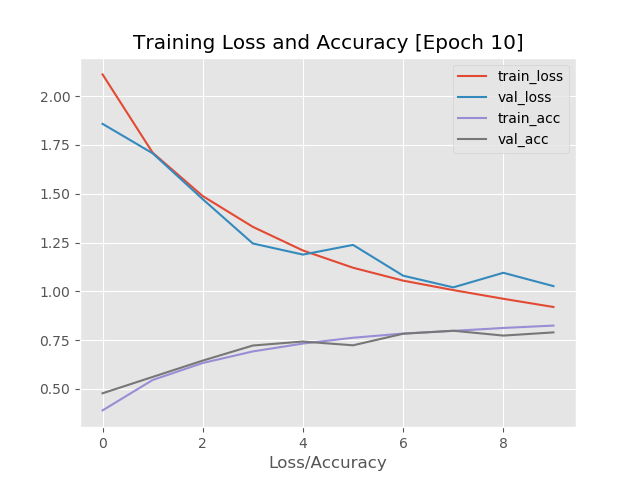 Training Loss and Accuracy [Epoch 10]
train_loss
val_loss
train_acc
val_acc
2.00
1.75
1.50
1.25
1.00
0.75
0.50
0 2 4 6 8
Loss/Accuracy